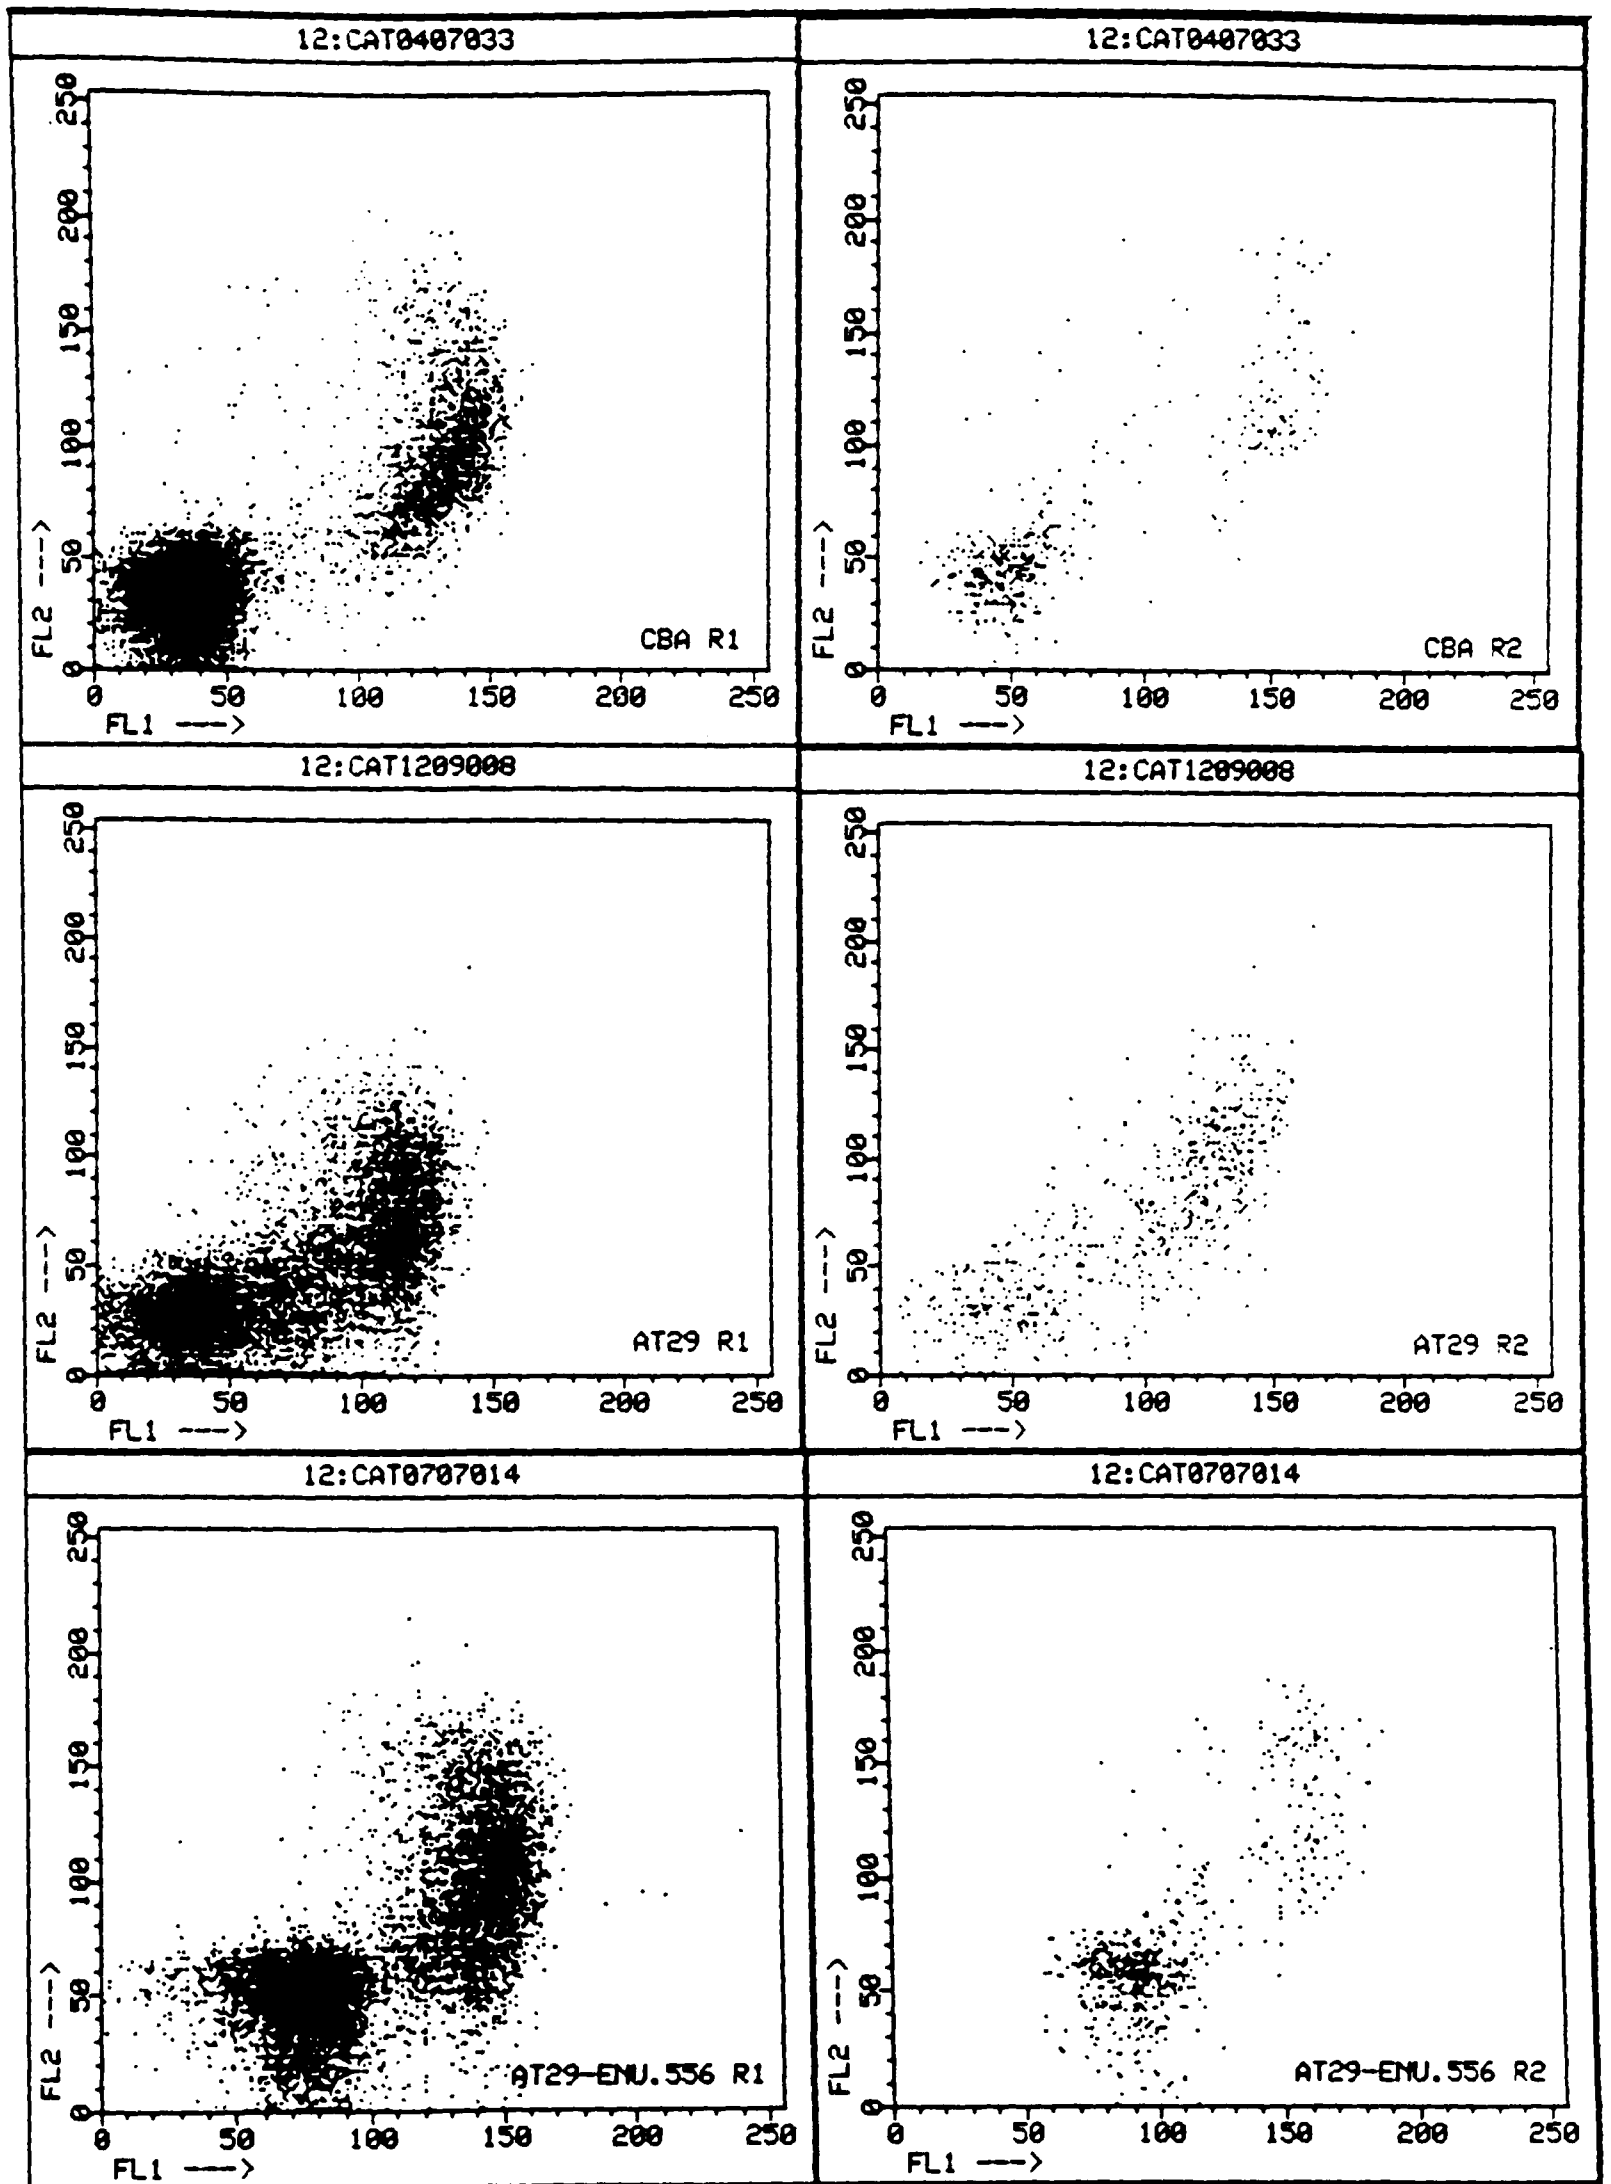 12:CAT0407033
250
200
150
100
50
0
FL2 --->
CBA R1
0 50 100 150 200 250
FL1 --->
12:CAT0407033
250
200
150
100
50
0
FL2 --->
CBA R2
0 50 100 150 200 250
FL1 --->
12:CAT1209008
250
200
150
100
50
0
FL2 --->
AT29 R1
0 50 100 150 200 250
FL1 --->
12:CAT1209008
250
200
150
100
50
0
FL2 --->
AT29 R2
0 50 100 150 200 250
FL1 --->
12:CAT0707014
250
200
150
100
50
0
FL2 --->
AT29-ENU.556 R1
0 50 100 150 200 250
FL1 --->
12:CAT0707014
250
200
150
100
50
0
FL2 --->
AT29-ENU.556 R2
0 50 100 150 200 250
FL1 --->